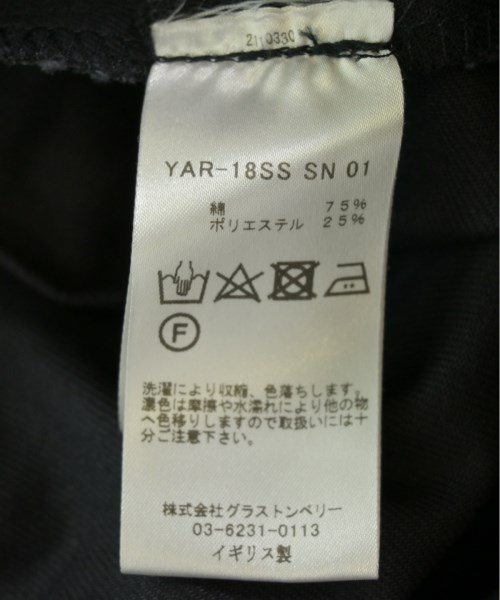 YAR-18SS SN 01
綿 75%
ポリエステル 25%
F
洗濯により収縮、色落ちします。
濃色は摩擦や水濡れにより他の物
へ色移りしますので取扱いには十
分ご注意下さい。
株式会社グラストンベリー
03-6231-0113
イギリス製